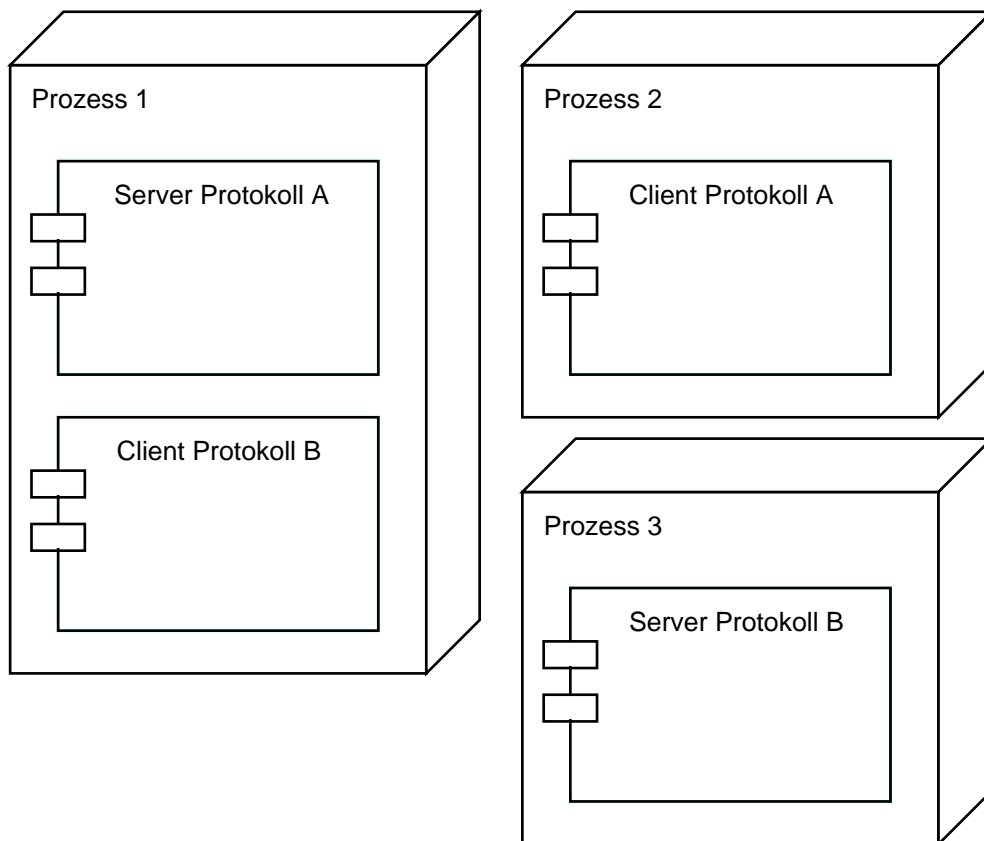 Prozess 1
Server Protokoll A
Client Protokoll B
Prozess 2
Client Protokoll A
Prozess 3
Server Protokoll B